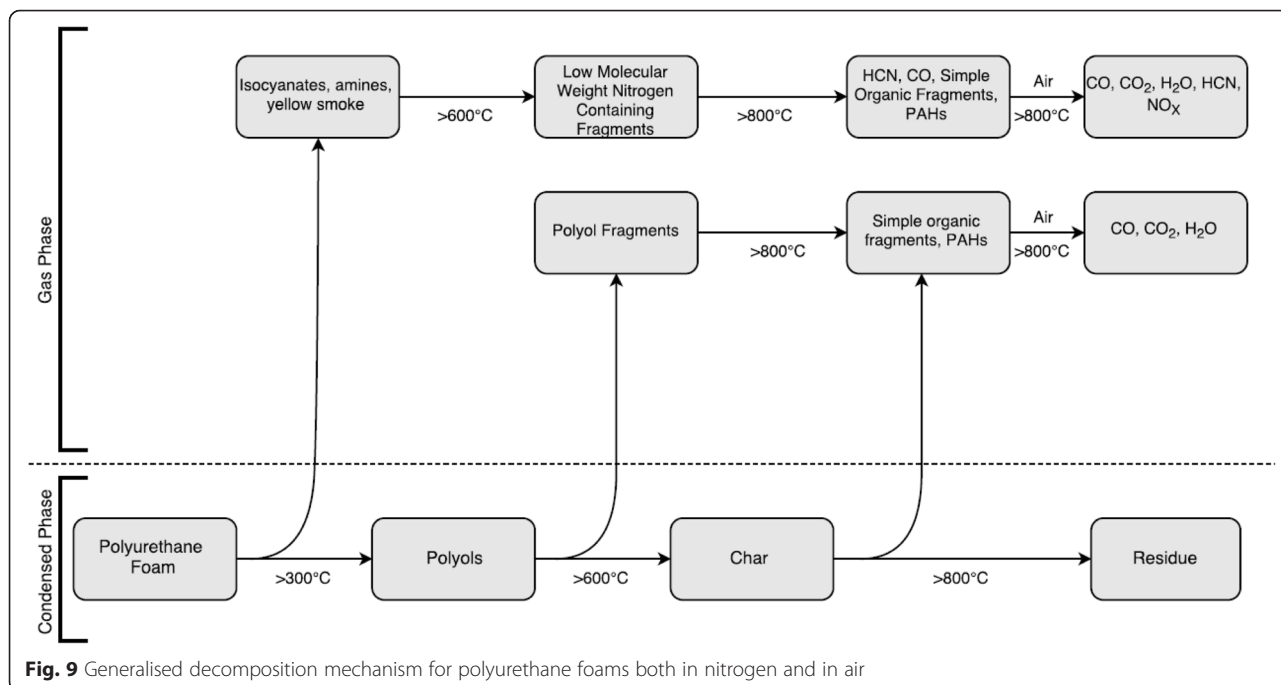 Gas Phase
Isocyanates, amines,
yellow smoke
>600°C
Low Molecular
Weight Nitrogen
Containing
Fragments
>800°C
HCN, CO, Simple
Organic Fragments,
PAHs
Air
>800°C
CO, CO₂, H₂O, HCN,
NOₓ
Polyol Fragments
>800°C
Simple organic
fragments, PAHs
Air
>800°C
CO, CO₂, H₂O
Condensed Phase
Polyurethane
Foam
>300°C
Polyols
>600°C
Char
>800°C
Residue
Fig. 9 Generalised decomposition mechanism for polyurethane foams both in nitrogen and in air